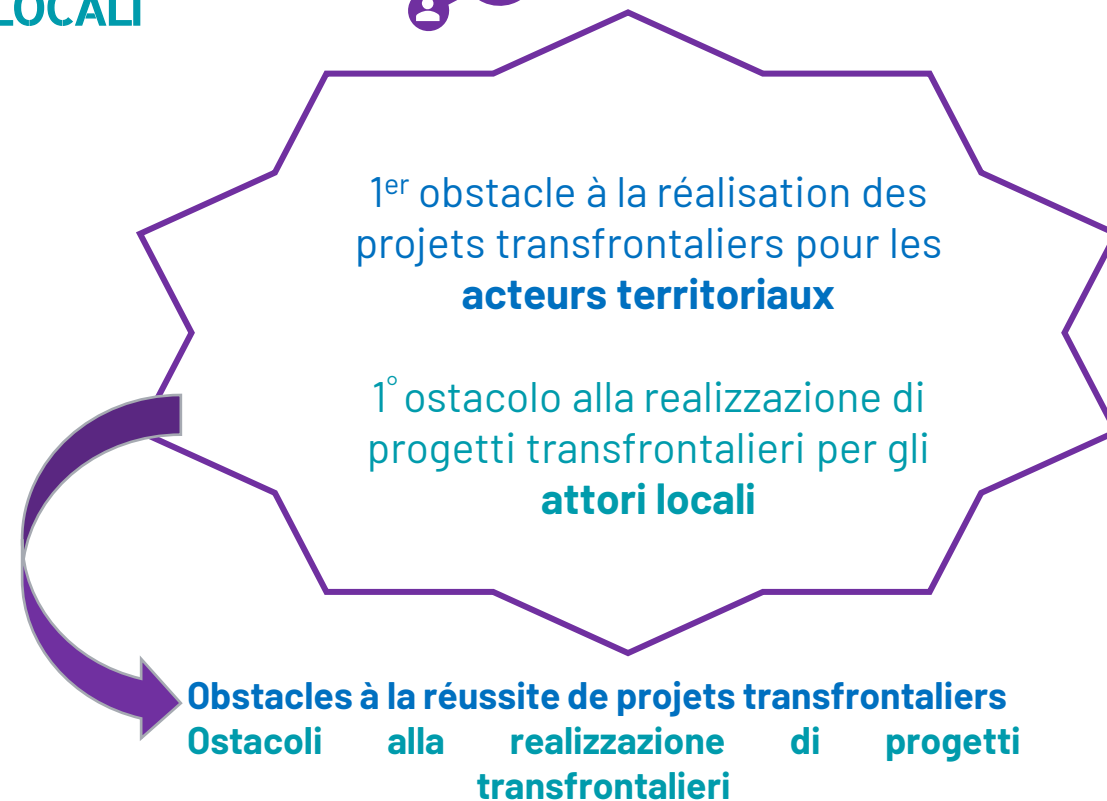 LOCALI
1er obstacle à la réalisation des
projets transfrontaliers pour les
acteurs territoriaux
1° ostacolo alla realizzazione di
progetti transfrontalieri per gli
attori locali
Obstacles à la réussite de projets transfrontaliers
Ostacoli alla realizzazione di progetti
transfrontalieri